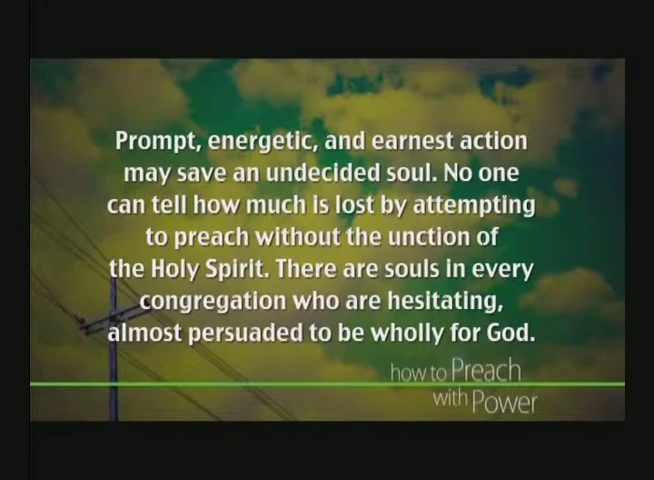 Prompt, energetic, and earnest action
may save an undecided soul. No one
can tell how much is lost by attempting
to preach without the unction of
the Holy Spirit. There are souls in every
congregation who are hesitating,
almost persuaded to be wholly for God.
how to Preach
with Power